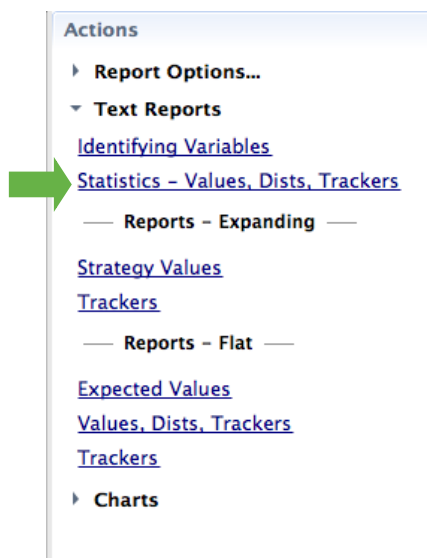 Actions
Report Options...
Text Reports
Identifying Variables
Statistics – Values, Dists, Trackers
Reports – Expanding
Strategy Values
Trackers
Reports – Flat
Expected Values
Values, Dists, Trackers
Trackers
Charts